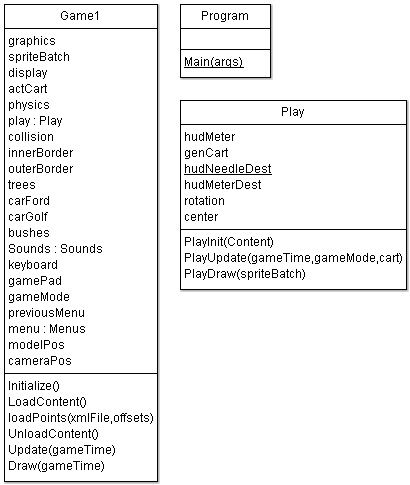 Game1
graphics
spriteBatch
display
actCart
physics
play : Play
collision
innerBorder
outerBorder
trees
carFord
carGolf
bushes
Sounds : Sounds
keyboard
gamePad
gameMode
previousMenu
menu : Menus
modelPos
cameraPos
Initialize()
LoadContent()
loadPoints(xmlFile,offsets)
UnloadContent()
Update(gameTime)
Draw(gameTime)
Program
Main(args)
Play
hudMeter
genCart
hudNeedleDest
hudMeterDest
rotation
center
PlayInit(Content)
PlayUpdate(gameTime,gameMode,cart)
PlayDraw(spriteBatch)